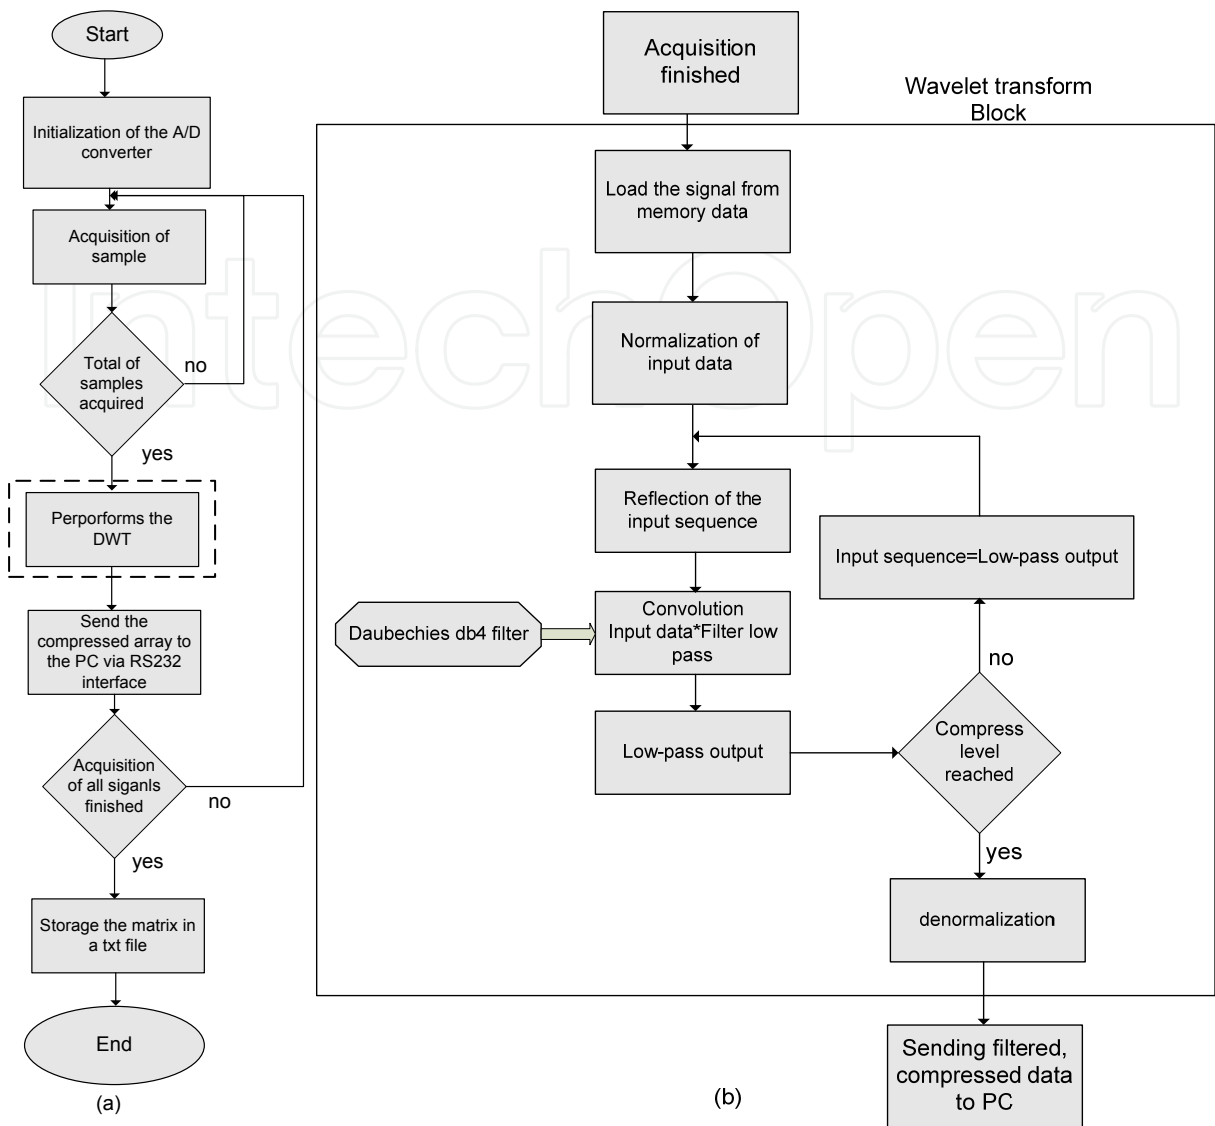 Start
Initialization of the A/D
converter
Acquisition of
sample
Total of
samples
acquired
no
yes
Perporforms the
DWT
Send the
compressed array to
the PC via RS232
interface
Acquisition
of all siganls
finished
no
yes
Storage the matrix in
a txt file
End
(a)
Acquisition
finished
Wavelet transform
Block
Load the signal from
memory data
Normalization of
input data
Reflection of the
input sequence
Input sequence=Low-pass output
Daubechies db4 filter
Convolution
Input data*Filter low
pass
no
Low-pass output
Compress
level
reached
yes
denormalization
Sending filtered,
compressed data
to PC
(b)
IntechOpen